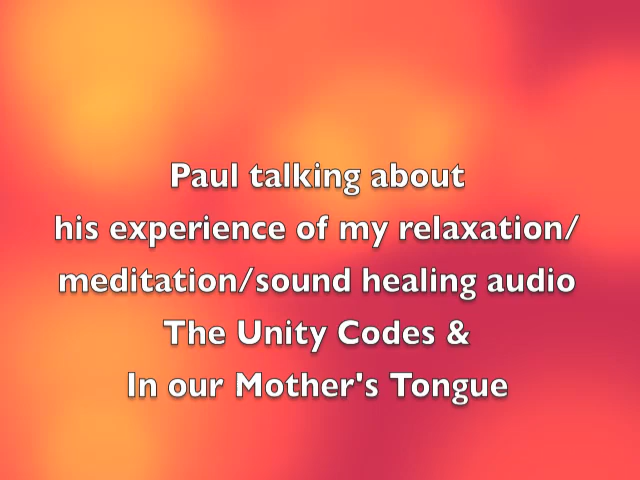 Paul talking about
his experience of my relaxation/
meditation/sound healing audio
The Unity Codes &
In our Mother's Tongue